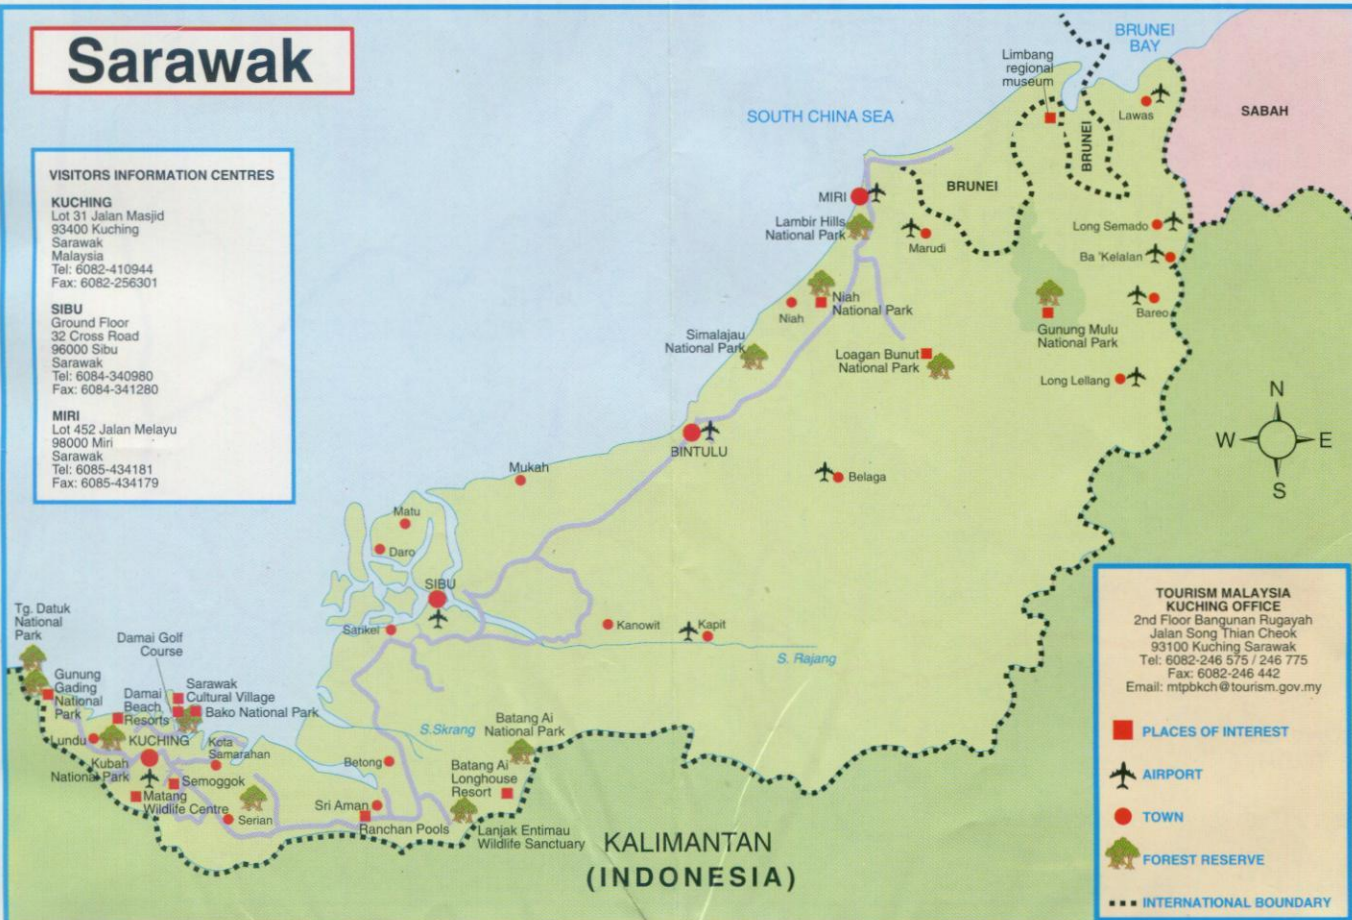 Sarawak
VISITORS INFORMATION CENTRES
KUCHING
Lot 31 Jalan Masjid
93400 Kuching
Sarawak
Malaysia
Tel: 6082-410944
Fax: 6082-256301
SIBU
Ground Floor
32 Cross Road
96000 Sibu
Sarawak
Tel: 6084-340980
Fax: 6084-341280
MIRI
Lot 452 Jalan Melayu
98000 Miri
Sarawak
Tel: 6085-434181
Fax: 6085-434179
BRUNEI
BAY
Limbang
regional
museum
SOUTH CHINA SEA
Lawas
SABAH
BRUNEI
BRUNEI
MIRI
Lambir Hills
National Park
Marudi
Long Semado
Ba 'Kelalan
Bareo
Niah
Niah
National Park
Simalajau
National Park
Gunung Mulu
National Park
Loagan Bunut
National Park
Long Lellang
N
W
E
S
BINTULU
Mukah
Belaga
Matu
Daro
SIBU
Sarikei
Kanowit
Kapit
S. Rajang
Tg. Datuk
National
Park
Damai Golf
Course
Gunung
Gading
National
Park
Damai
Beach
Resorts
Sarawak
Cultural Village
Bako National Park
Lundu
KUCHING
Kota
Samarahan
Kubah
National Park
Semoggok
Matang
Wildlife Centre
Serian
S.Skrang
Batang Ai
National Park
Betong
Batang Ai
Longhouse
Resort
Sri Aman
Ranchan Pools
Lanjak Entimau
Wildlife Sanctuary
KALIMANTAN
(INDONESIA)
TOURISM MALAYSIA
KUCHING OFFICE
2nd Floor Bangunan Rugayah
Jalan Song Thian Cheok
93100 Kuching Sarawak
Tel: 6082-246 575 / 246 775
Fax: 6082-246 442
Email: mtpbkch@tourism.gov.my
PLACES OF INTEREST
AIRPORT
TOWN
FOREST RESERVE
INTERNATIONAL BOUNDARY